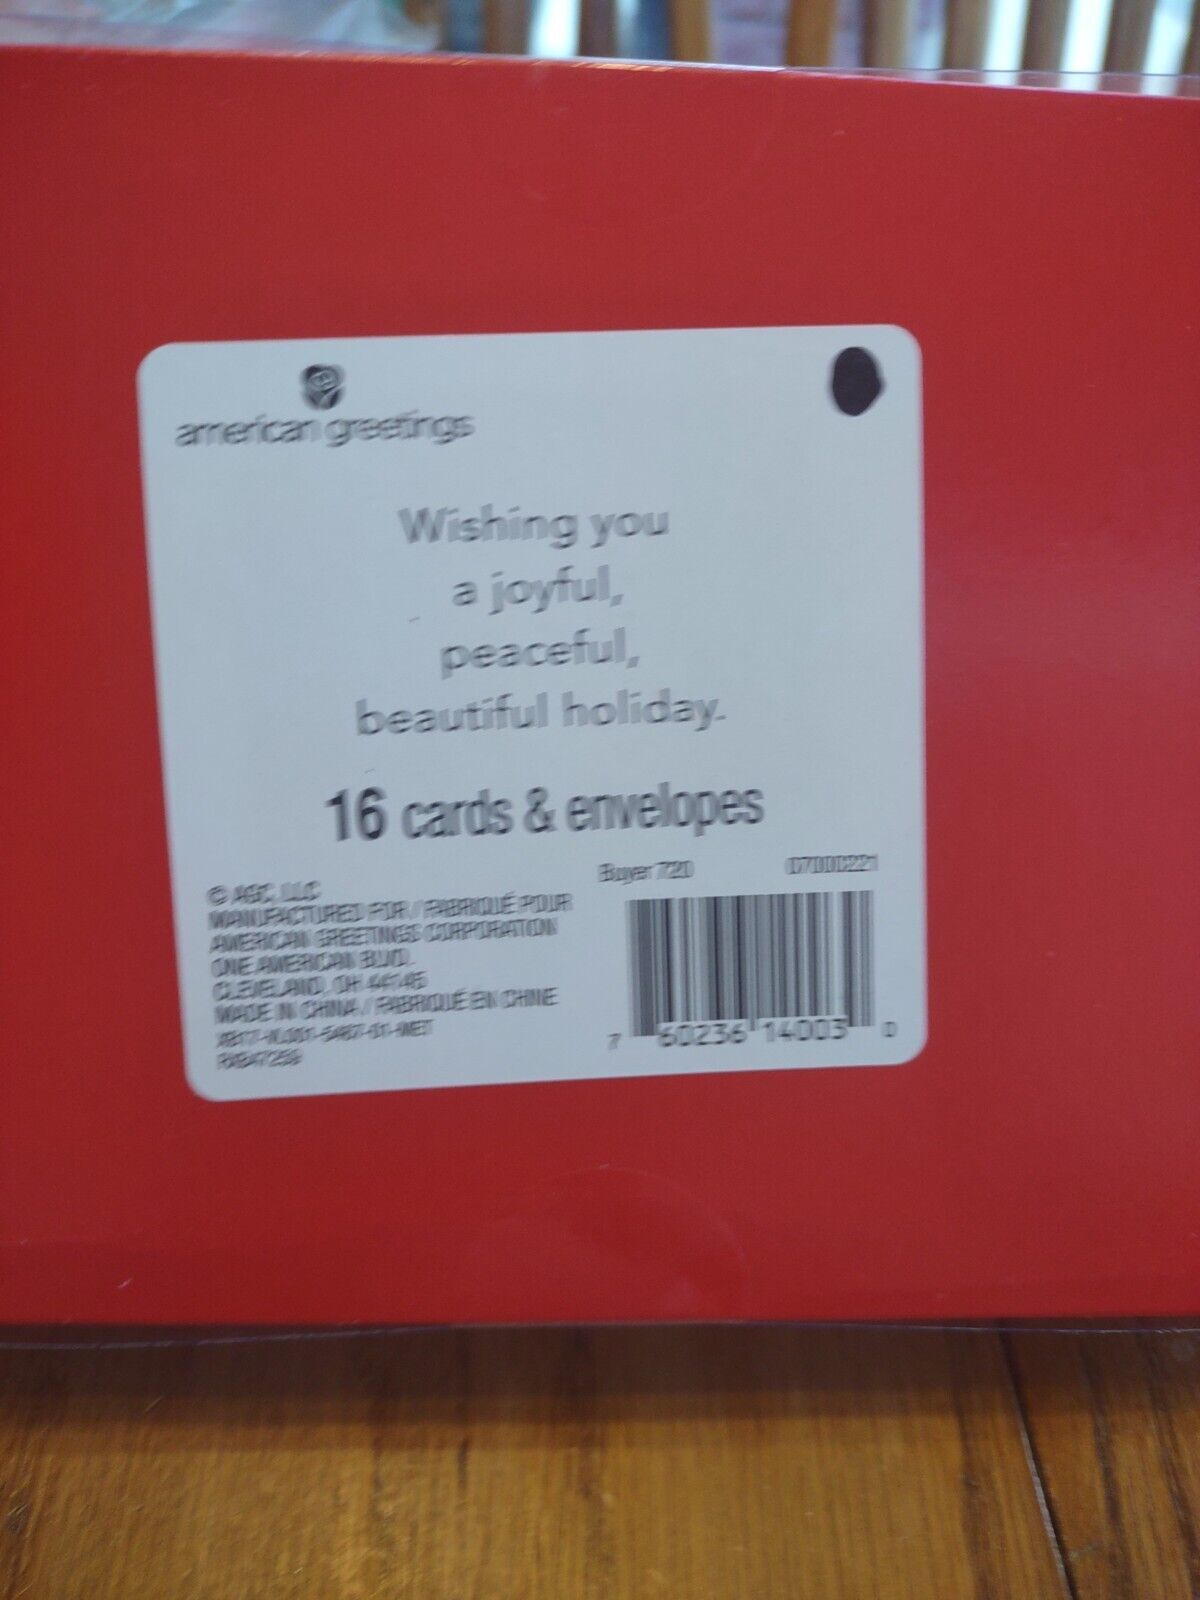 american greetings
Wishing you
a joyful,
peaceful,
beautiful holiday.
16 cards & envelopes
Buyer 720
© AGC, LLC
MANUFACTURED FOR / FABRIQUÉ POUR
AMERICAN GREETINGS CORPORATION
ONE AMERICAN BLVD.
CLEVELAND, OH 44145
MADE IN CHINA / FABRIQUÉ EN CHINE
7 60236 14003 0